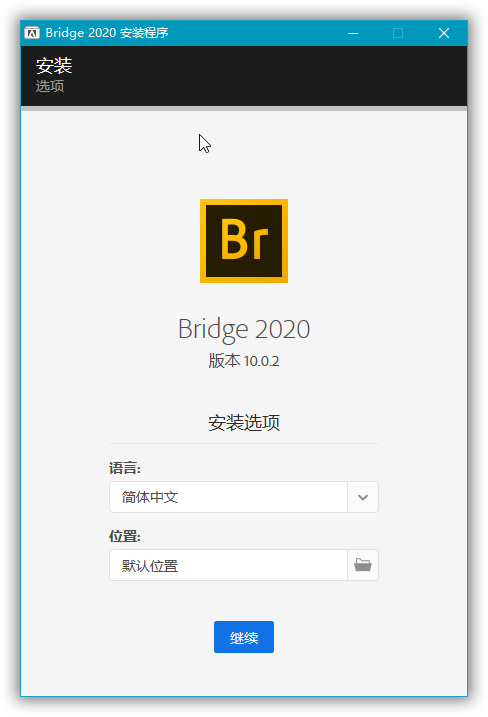 Bridge 2020 安装程序
安装
选项
Br
Bridge 2020
版本 10.0.2
安装选项
语言:
简体中文
位置:
默认位置
继续